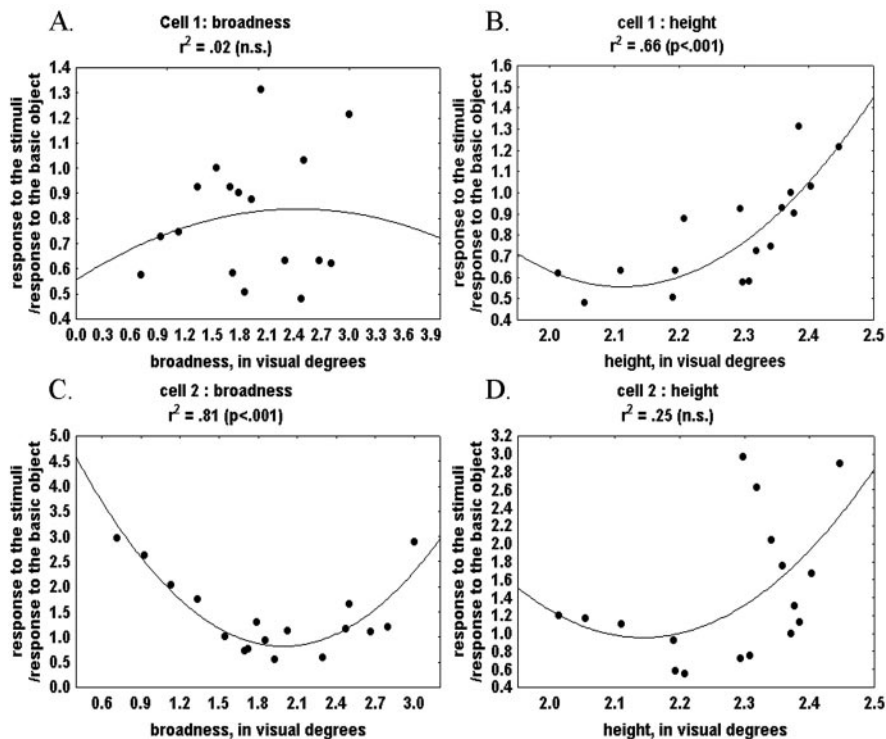 A.
Cell 1: broadness
r² = .02 (n.s.)
response to the stimuli
/response to the basic object
1.4
1.3
1.2
1.1
1.0
0.9
0.8
0.7
0.6
0.5
0.4
0.0 0.3 0.6 0.9 1.2 1.5 1.8 2.1 2.4 2.7 3.0 3.3 3.6 3.9
broadness, in visual degrees
B.
cell 1 : height
r² = .66 (p<.001)
response to the stimuli
/response to the basic object
1.6
1.5
1.4
1.3
1.2
1.1
1.0
0.9
0.8
0.7
0.6
0.5
0.4
2.0 2.1 2.2 2.3 2.4 2.5
height, in visual degrees
C.
cell 2 : broadness
r² = .81 (p<.001)
response to the stimuli
/response to the basic object
5.0
4.5
4.0
3.5
3.0
2.5
2.0
1.5
1.0
0.5
0.0
0.6 0.9 1.2 1.5 1.8 2.1 2.4 2.7 3.0
broadness, in visual degrees
D.
cell 2 : height
r² = .25 (n.s.)
response to the stimuli
/response to the basic object
3.2
3.0
2.8
2.6
2.4
2.2
2.0
1.8
1.6
1.4
1.2
1.0
0.8
0.6
0.4
2.0 2.1 2.2 2.3 2.4 2.5
height, in visual degrees